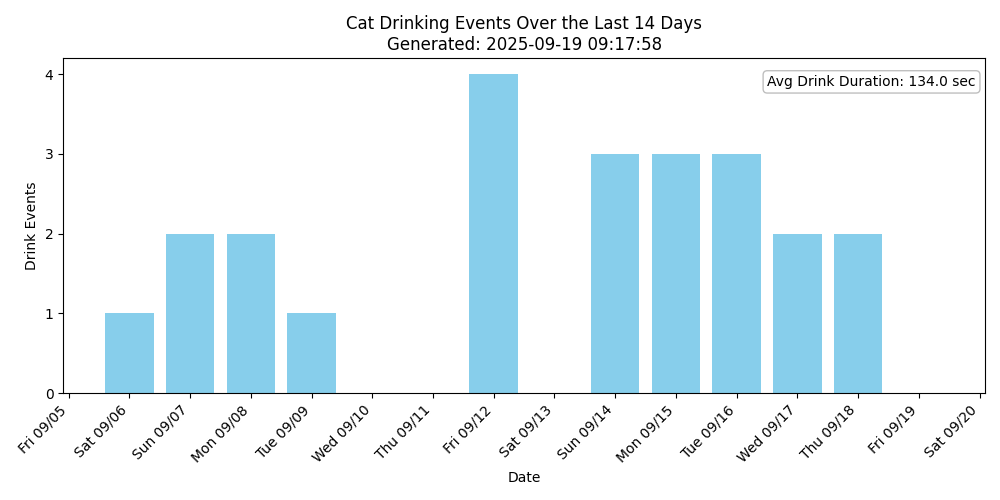 Cat Drinking Events Over the Last 14 Days
Generated: 2025-09-19 09:17:58
Avg Drink Duration: 134.0 sec
Drink Events
4
3
2
1
0
Fri 09/05
Sat 09/06
Sun 09/07
Mon 09/08
Tue 09/09
Wed 09/10
Thu 09/11
Fri 09/12
Sat 09/13
Sun 09/14
Mon 09/15
Tue 09/16
Wed 09/17
Thu 09/18
Fri 09/19
Sat 09/20
Date